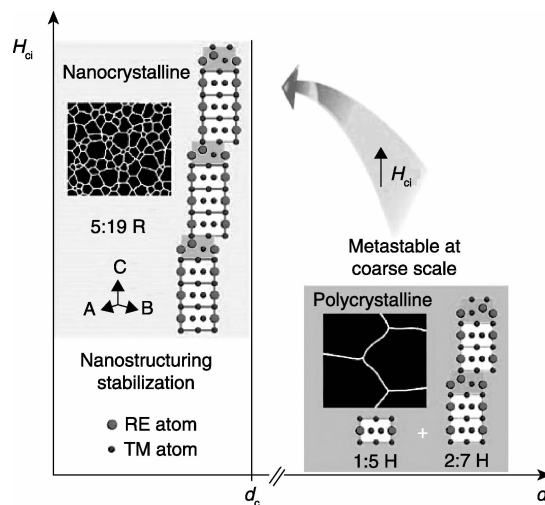 H_ci
Nanocrystalline
5:19 R
C
A
B
Nanostructuring
stabilization
RE atom
TM atom
H_ci
Metastable at
coarse scale
Polycrystalline
+
1:5 H
2:7 H
d_c
d